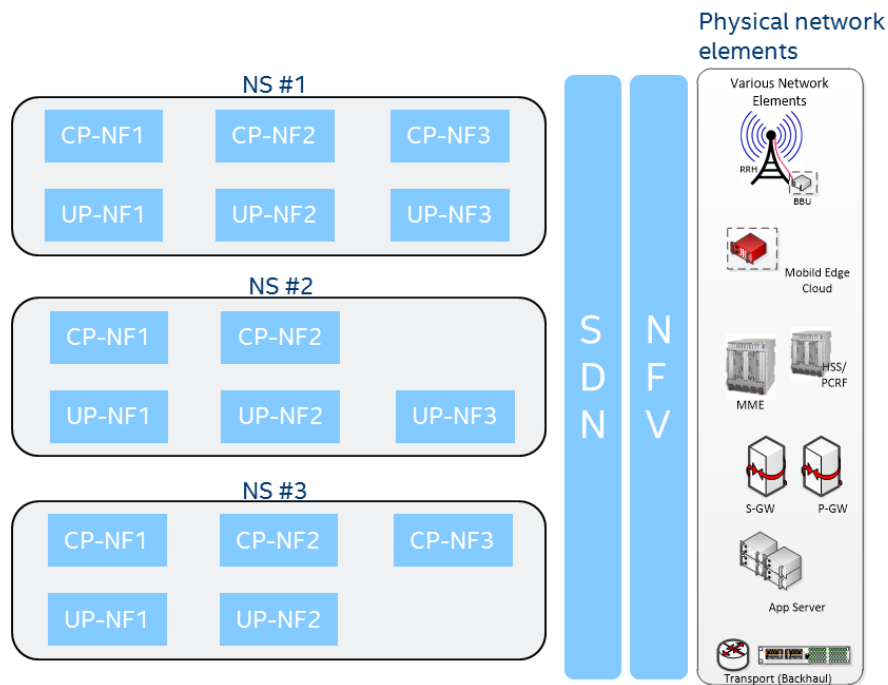 Physical network
elements
NS #1
CP-NF1 CP-NF2 CP-NF3
UP-NF1 UP-NF2 UP-NF3
NS #2
CP-NF1 CP-NF2
UP-NF1 UP-NF2 UP-NF3
NS #3
CP-NF1 CP-NF2 CP-NF3
UP-NF1 UP-NF2
S
D
N
N
F
V
Various Network
Elements
RRH
BBU
Mobild Edge
Cloud
HSS/
PCRF
MME
S-GW P-GW
App Server
Transport (Backhaul)